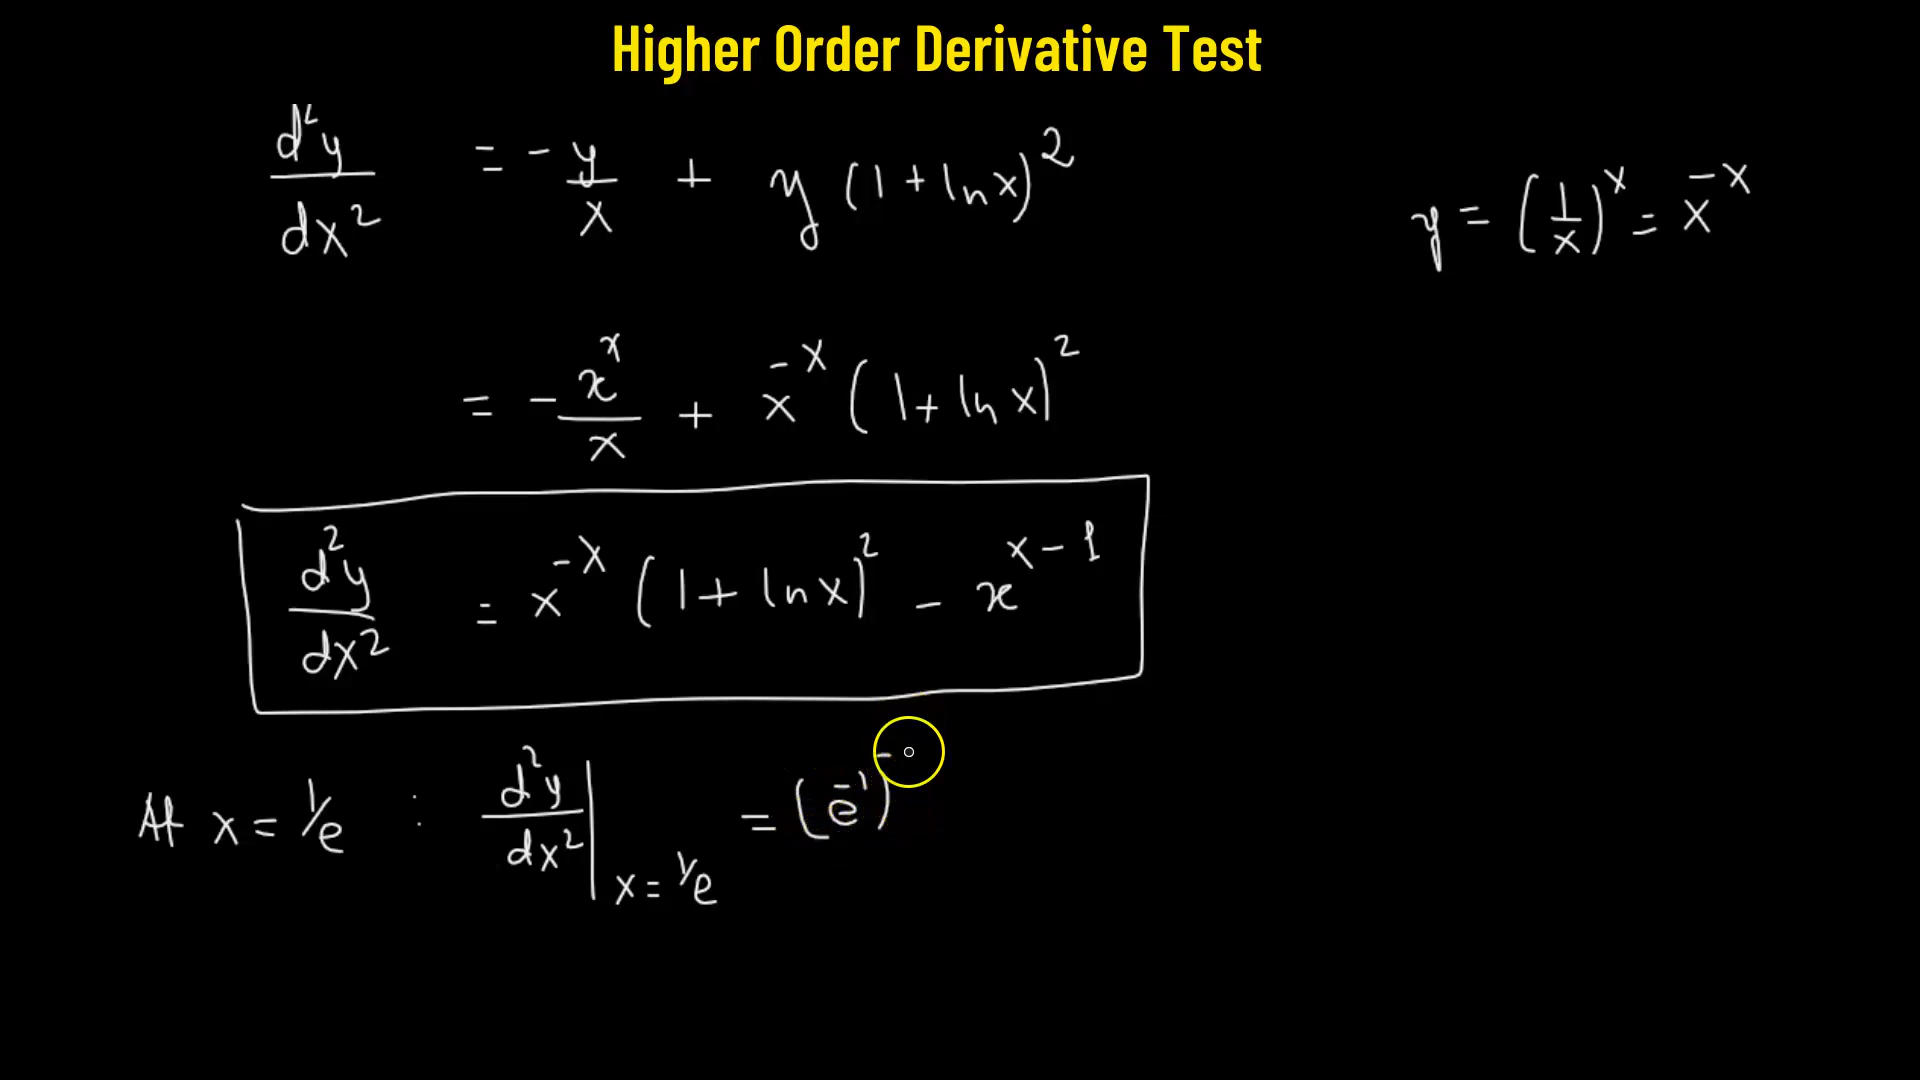 Higher Order Derivative Test
d²y/dx² = - y/x + y (1 + ln x)²
y = (1/x)^x = x^-x
= - x^x/x + x^-x (1 + ln x)²
d²y/dx² = x^-x (1 + ln x)² - x^x-1
At x = 1/e : d²y/dx² | x = 1/e = (e^-1)^-